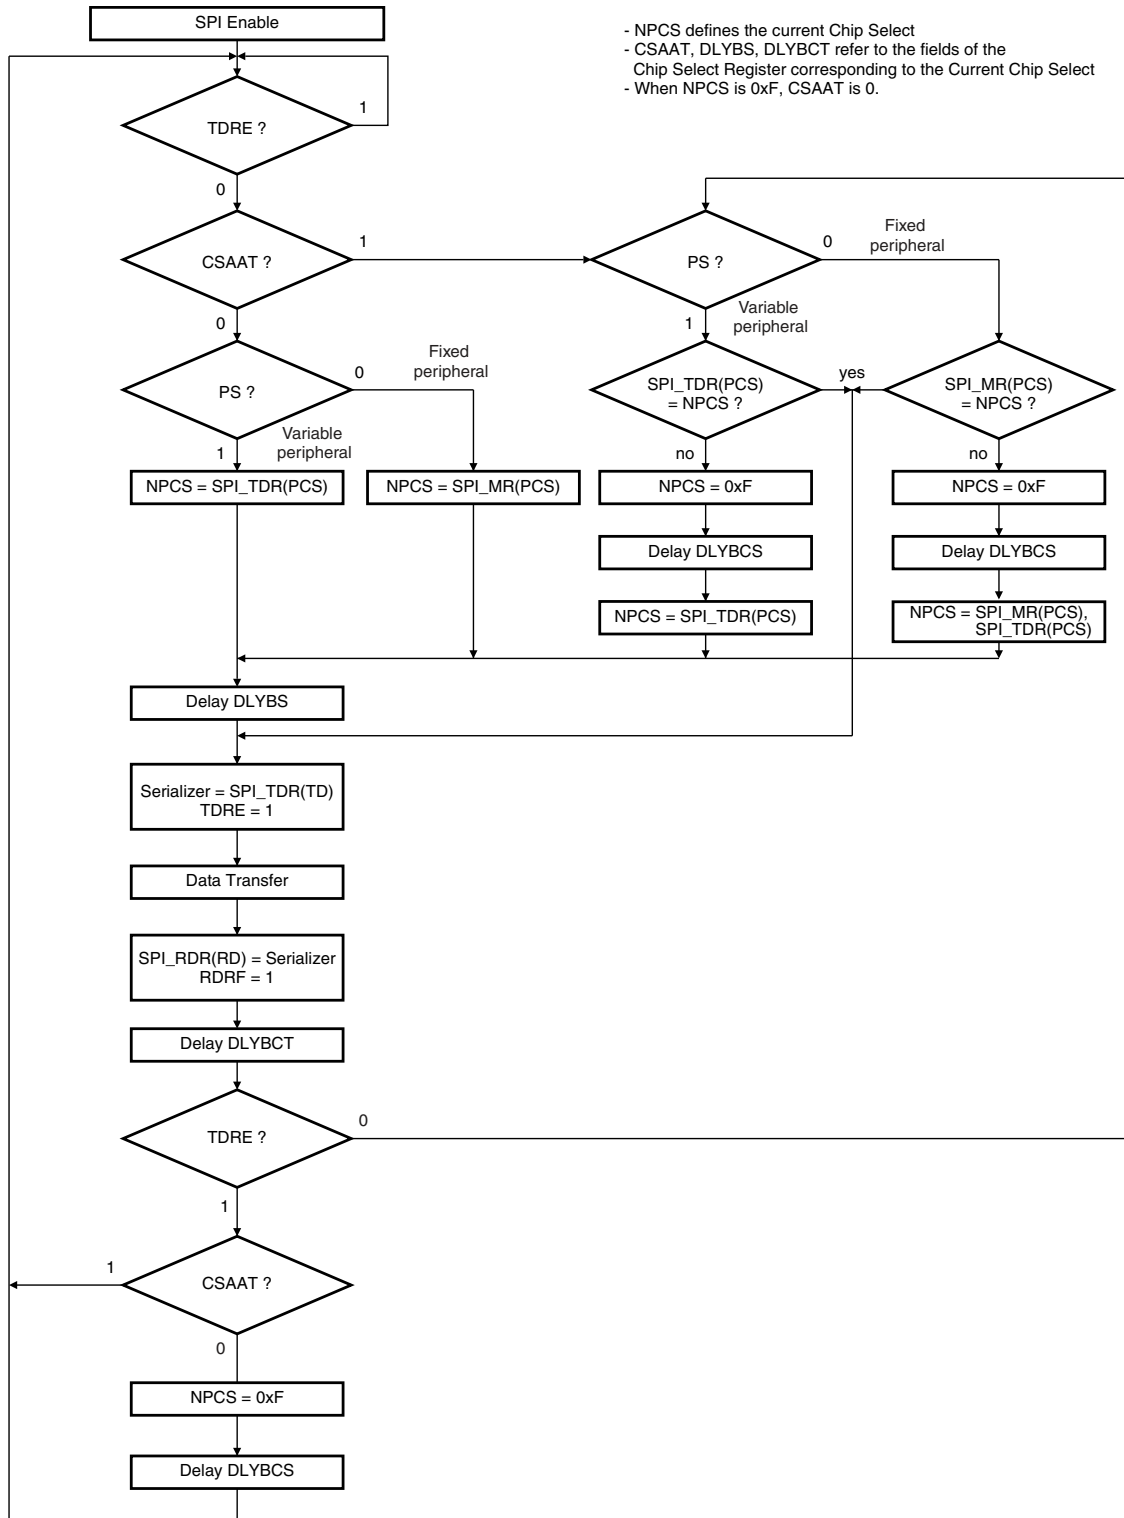 SPI Enable
- NPCS defines the current Chip Select
- CSAAT, DLYBS, DLYBCT refer to the fields of the
Chip Select Register corresponding to the Current Chip Select
- When NPCS is 0xF, CSAAT is 0.
TDRE ?
1
0
CSAAT ?
1
0
PS ?
0
Fixed
peripheral
1
Variable
peripheral
NPCS = SPI_TDR(PCS)
NPCS = SPI_MR(PCS)
PS ?
0
Fixed
peripheral
1
Variable
peripheral
SPI_TDR(PCS)
= NPCS ?
yes
SPI_MR(PCS)
= NPCS ?
no
no
NPCS = 0xF
NPCS = 0xF
Delay DLYBCS
Delay DLYBCS
NPCS = SPI_TDR(PCS)
NPCS = SPI_MR(PCS),
SPI_TDR(PCS)
Delay DLYBS
Serializer = SPI_TDR(TD)
TDRE = 1
Data Transfer
SPI_RDR(RD) = Serializer
RDRF = 1
Delay DLYBCT
TDRE ?
0
1
CSAAT ?
1
0
NPCS = 0xF
Delay DLYBCS